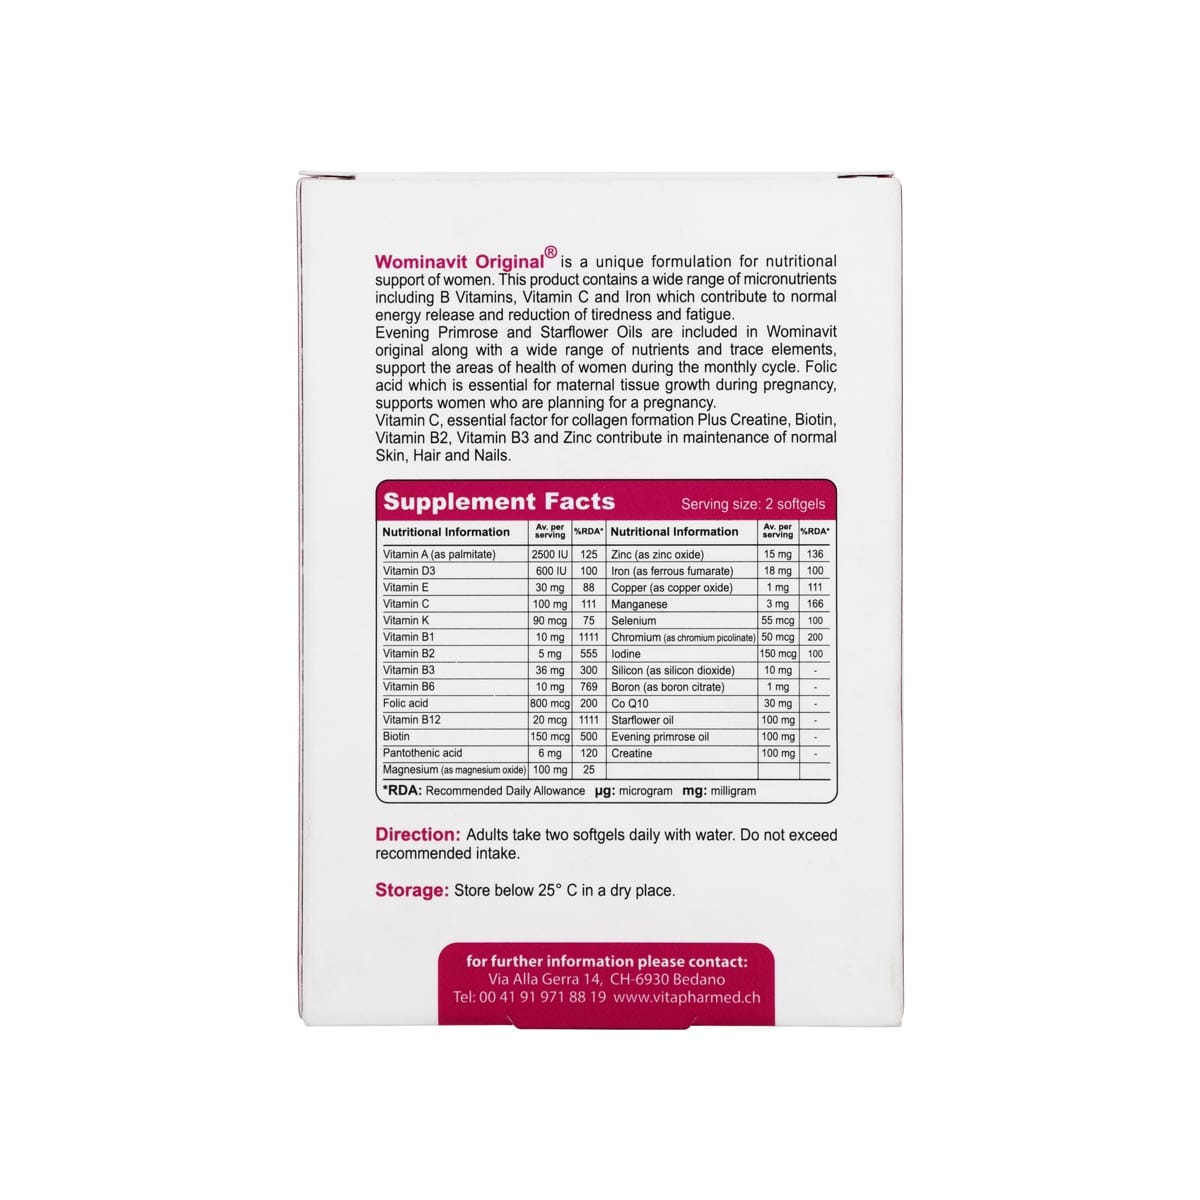 Wominavit Original® is a unique formulation for nutritional
support of women. This product contains a wide range of micronutrients
including B Vitamins, Vitamin C and Iron which contribute to normal
energy release and reduction of tiredness and fatigue.
Evening Primrose and Starflower Oils are included in Wominavit
original along with a wide range of nutrients and trace elements,
support the areas of health of women during the monthly cycle. Folic
acid which is essential for maternal tissue growth during pregnancy,
supports women who are planning for a pregnancy.
Vitamin C, essential factor for collagen formation Plus Creatine, Biotin,
Vitamin B2, Vitamin B3 and Zinc contribute in maintenance of normal
Skin, Hair and Nails.
Supplement Facts Serving size: 2 softgels
Nutritional Information Av. per serving %RDA* Nutritional Information Av. per serving %RDA*
Vitamin A (as palmitate) 2500 IU 125 Zinc (as zinc oxide) 15 mg 136
Vitamin D3 600 IU 100 Iron (as ferrous fumarate) 18 mg 100
Vitamin E 30 mg 88 Copper (as copper oxide) 1 mg 111
Vitamin C 100 mg 111 Manganese 3 mg 166
Vitamin K 90 mcg 75 Selenium 55 mcg 100
Vitamin B1 10 mg 1111 Chromium (as chromium picolinate) 50 mcg 200
Vitamin B2 5 mg 555 Iodine 150 mcg 100
Vitamin B3 36 mg 300 Silicon (as silicon dioxide) 10 mg -
Vitamin B6 10 mg 769 Boron (as boron citrate) 1 mg -
Folic acid 800 mcg 200 Co Q10 30 mg -
Vitamin B12 20 mcg 1111 Starflower oil 100 mg -
Biotin 150 mcg 500 Evening primrose oil 100 mg -
Pantothenic acid 6 mg 120 Creatine 100 mg -
Magnesium (as magnesium oxide) 100 mg 25
*RDA: Recommended Daily Allowance µg: microgram mg: milligram
Direction: Adults take two softgels daily with water. Do not exceed
recommended intake.
Storage: Store below 25° C in a dry place.
for further information please contact:
Via Alla Gerra 14, CH-6930 Bedano
Tel: 00 41 91 971 88 19 www.vitapharmed.ch